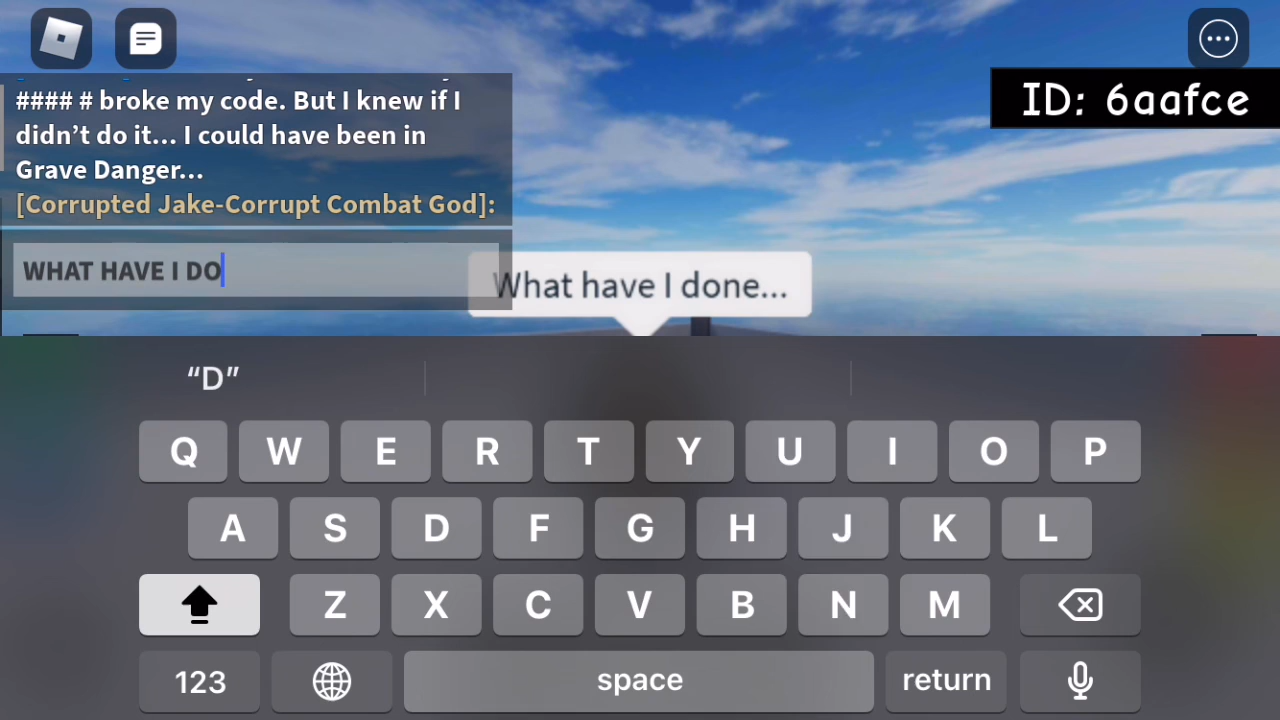 #### # broke my code. But I knew if I
didn’t do it... I could have been in
Grave Danger...
[Corrupted Jake-Corrupt Combat God]:
WHAT HAVE I DO
ID: 6aafce
What have I done...
“D”
Q W E R T Y U I O P
A S D F G H J K L
Z X C V B N M
123 space return